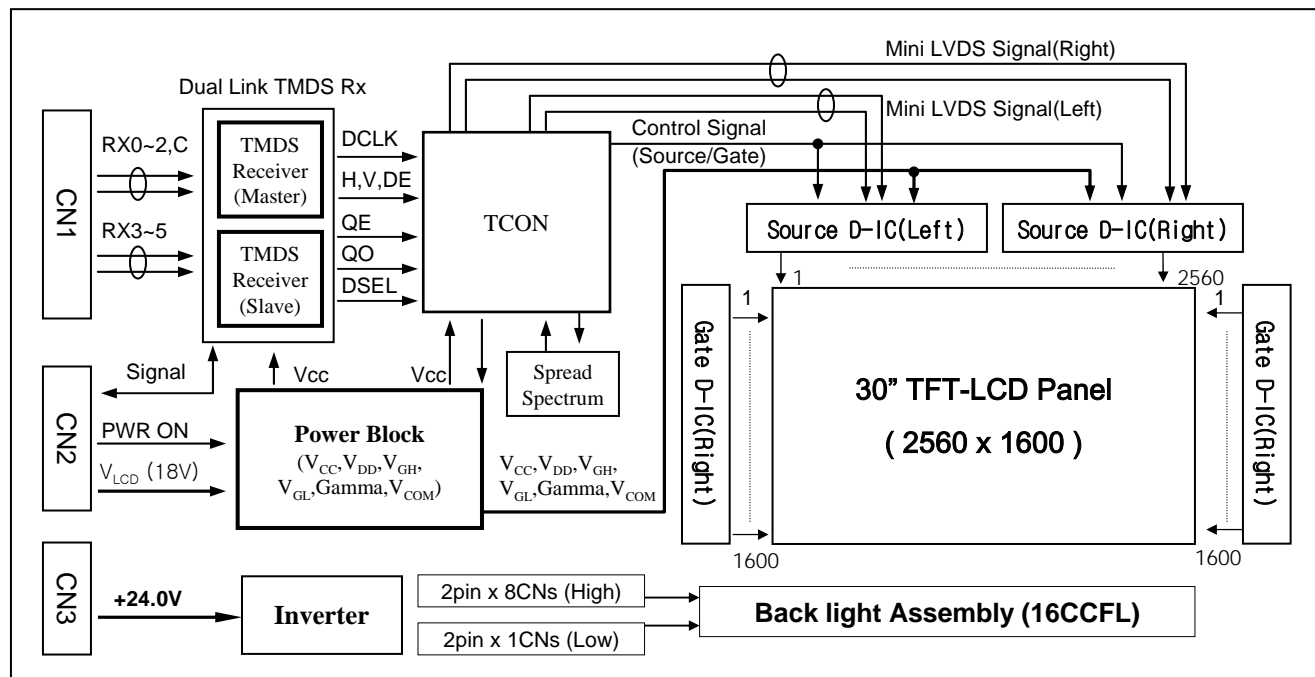 Mini LVDS Signal(Right)
Dual Link TMDS Rx
Mini LVDS Signal(Left)
CN1
RX0~2,C
RX3~5
TMDS
Receiver
(Master)
TMDS
Receiver
(Slave)
DCLK
H,V,DE
QE
QO
DSEL
TCON
Control Signal
(Source/Gate)
Source D-IC(Left)
Source D-IC(Right)
1
2560
Gate D-IC(Right)
1
1600
30” TFT-LCD Panel
( 2560 x 1600 )
1
1600
Gate D-IC(Right)
CN2
Signal
PWR ON
VLCD (18V)
Vcc
Vcc
Spread
Spectrum
Power Block
(VCC,VDD,VGH,
VGL,Gamma,VCOM)
VCC,VDD,VGH,
VGL,Gamma,VCOM
CN3
+24.0V
Inverter
2pin x 8CNs (High)
2pin x 1CNs (Low)
Back light Assembly (16CCFL)